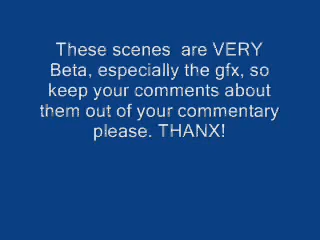 These scenes  are VERY
Beta, especially the gfx, so
keep your comments about
them out of your commentary
please. THANX!